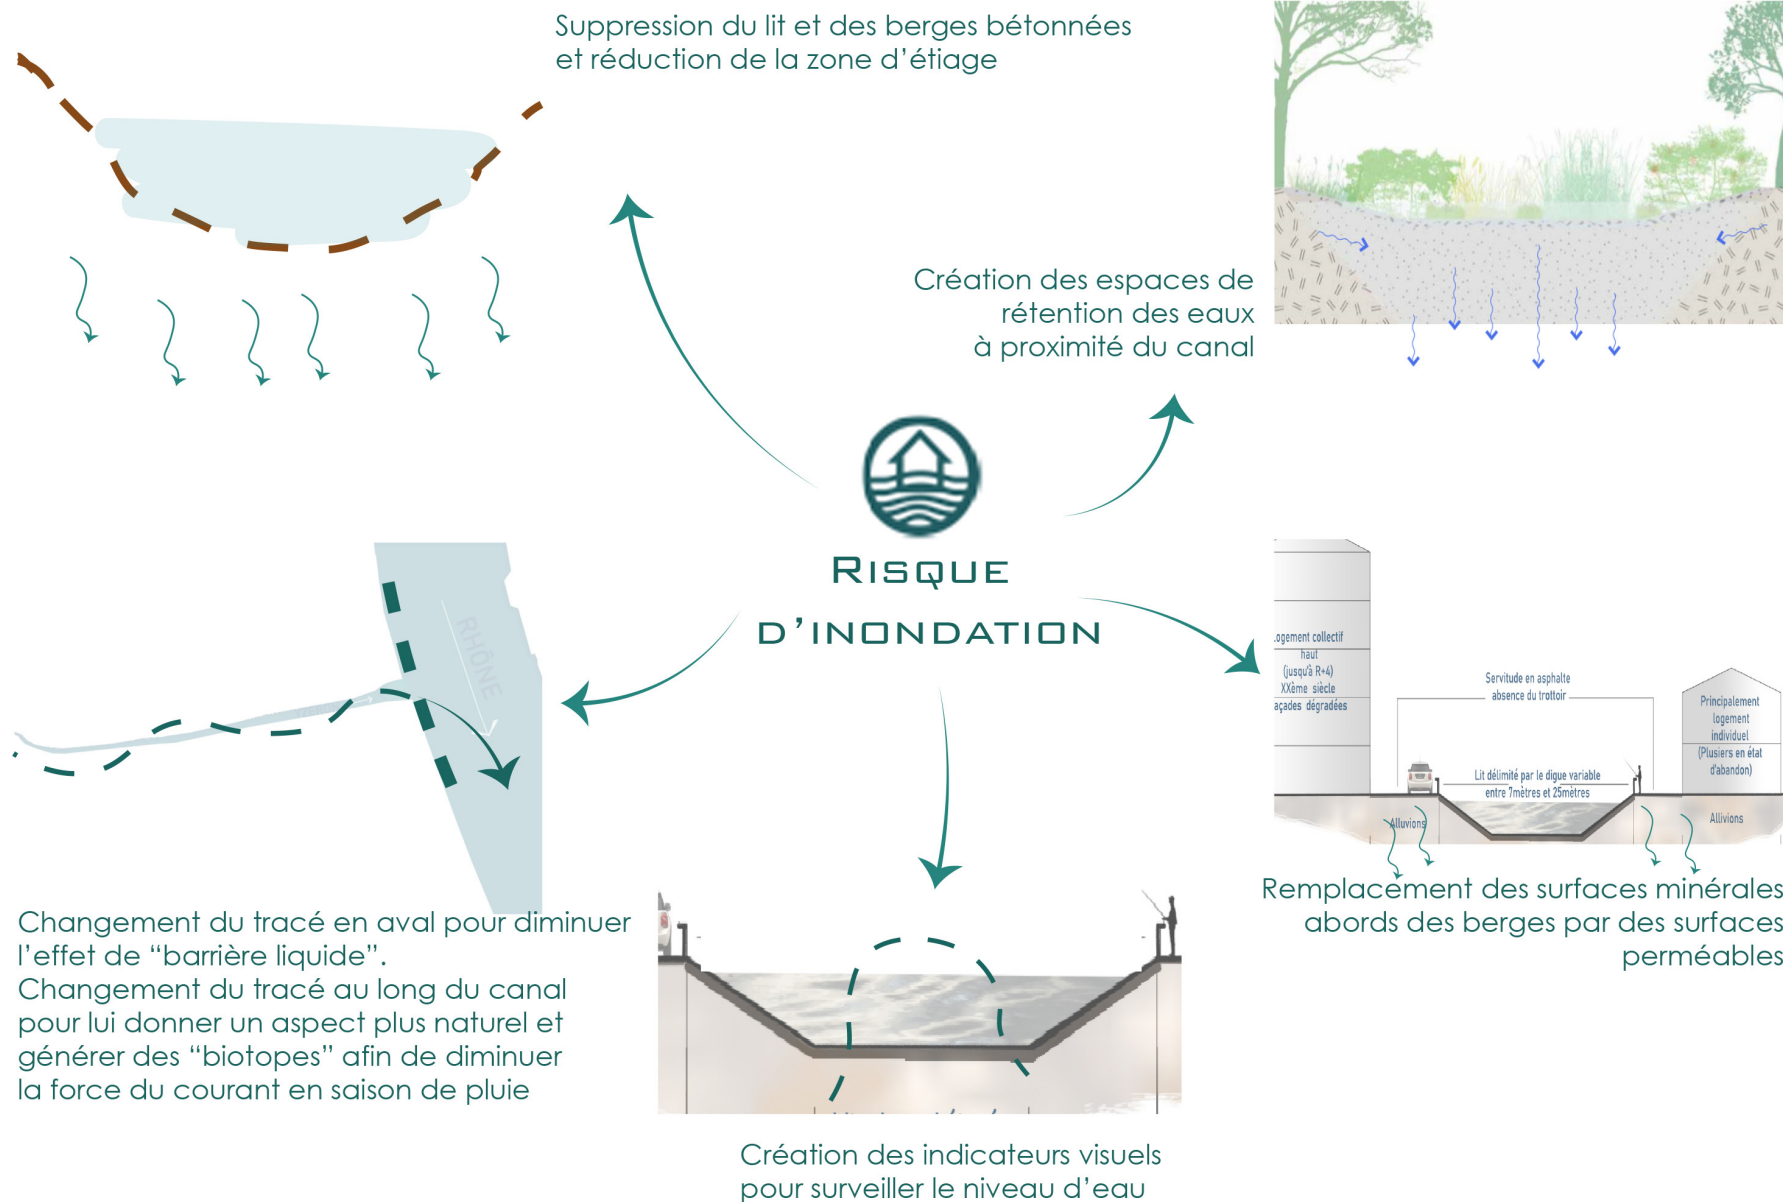 Suppression du lit et des berges bétonnées
et réduction de la zone d’étiage
Création des espaces de
rétention des eaux
à proximité du canal
RISQUE
D’INONDATION
RHÔNE
Changement du tracé en aval pour diminuer
l’effet de “barrière liquide”.
Changement du tracé au long du canal
pour lui donner un aspect plus naturel et
générer des “biotopes” afin de diminuer
la force du courant en saison de pluie
Logement collectif
haut
(jusqu'à R+4)
XXème siècle
açades dégradées
Servitude en asphalte
absence du trottoir
Principalement
logement
individuel
(Plusiers en état
d'abandon)
Lit délimité par le digue variable
entre 7mètres et 25mètres
Alluvions
Allivions
Remplacement des surfaces minérales
abords des berges par des surfaces
perméables
Création des indicateurs visuels
pour surveiller le niveau d’eau